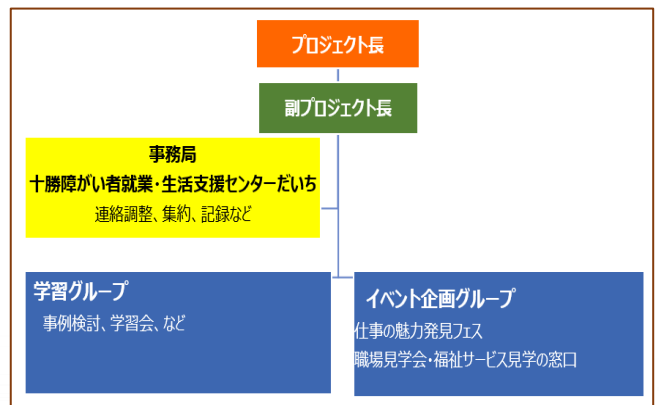 プロジェクト長
副プロジェクト長
事務局
十勝障がい者就業・生活支援センターだいち
連絡調整、集約、記録など
学習グループ
事例検討、学習会、など
イベント企画グループ
仕事の魅力発見フェス
職場見学会・福祉サービス見学の窓口